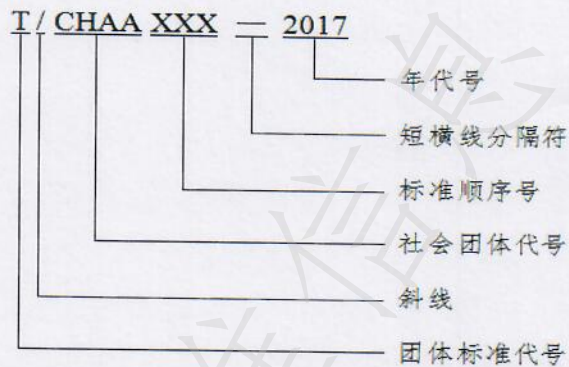 T/CHAA XXX — 2017
年代号
短横线分隔符
标准顺序号
社会团体代号
斜线
团体标准代号